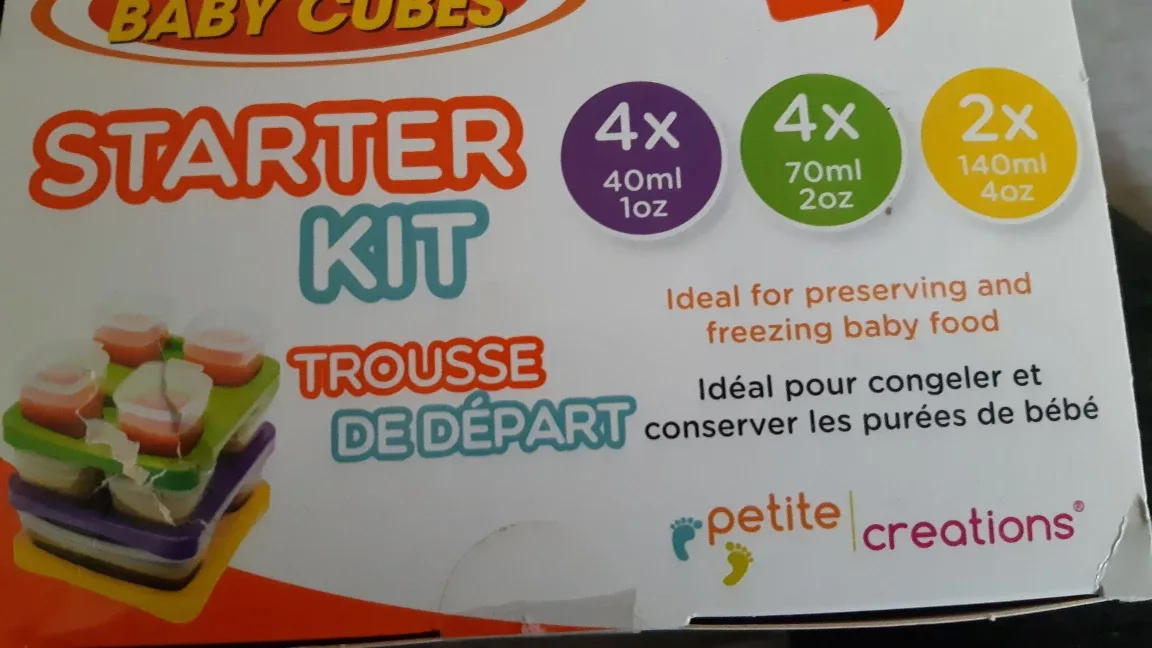 BABY CUBES
STARTER
KIT
4x
40ml
1oz
4x
70ml
2oz
2x
140ml
4oz
Ideal for preserving and
freezing baby food
TROUSSE
DE DÉPART
Idéal pour congeler et
conserver les purées de bébé
petite creations®